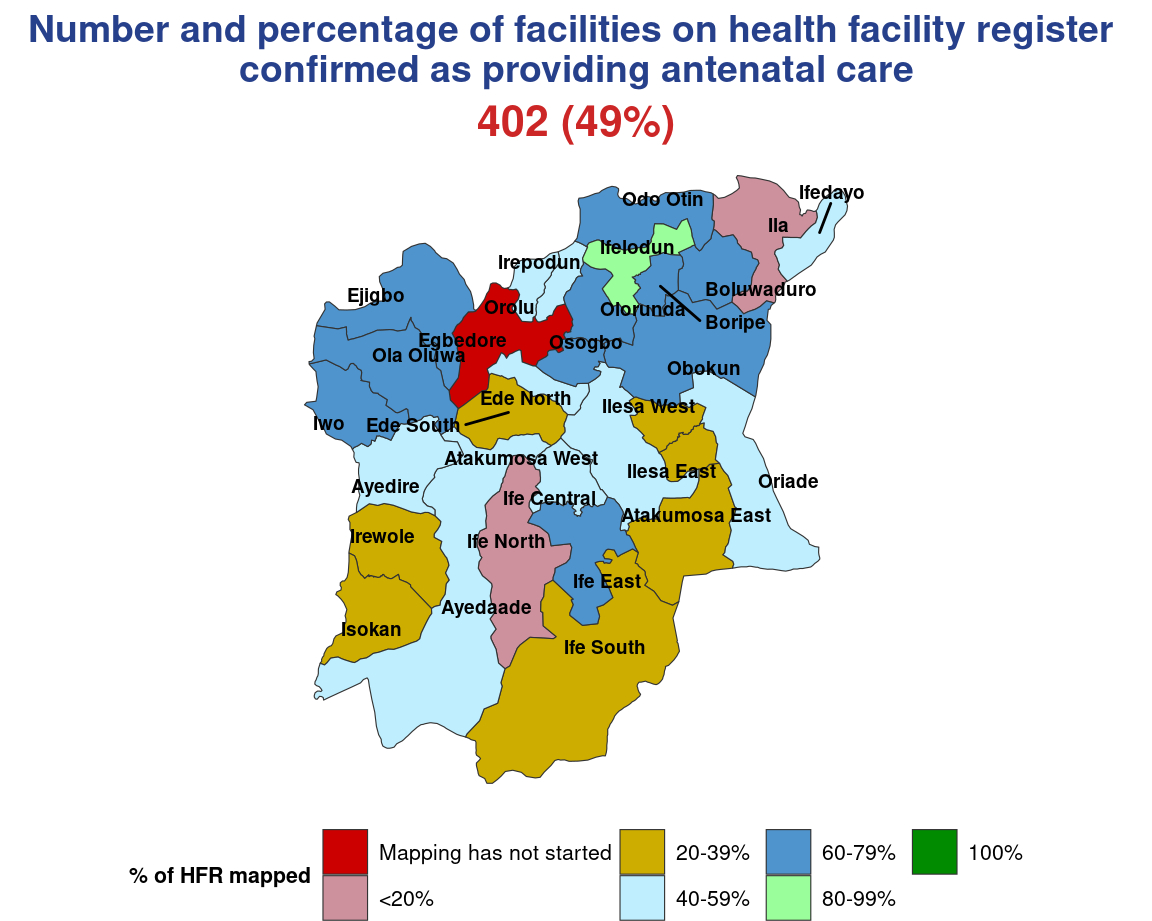 Number and percentage of facilities on health facility register
confirmed as providing antenatal care
402 (49%)
Ifedayo
Odo Otin
Ila
Ifelodun
Irepodun
Boluwaduro
Ejigbo
Orolu
Olorunda
Boripe
Egbedore
Osogbo
Ola Oluwa
Obokun
Ede North
Ilesa West
Iwo
Ede South
Atakumosa West
Ilesa East
Oriade
Ayedire
Ife Central
Atakumosa East
Irewole
Ife North
Ife East
Ayedaade
Isokan
Ife South
% of HFR mapped
Mapping has not started
<20%
20-39%
40-59%
60-79%
80-99%
100%